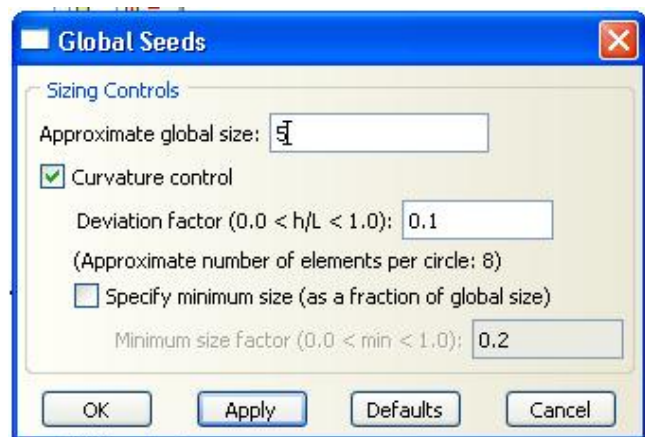 Global Seeds
Sizing Controls
Approximate global size: 5
Curvature control
Deviation factor (0.0 < h/L < 1.0): 0.1
(Approximate number of elements per circle: 8)
Specify minimum size (as a fraction of global size)
Minimum size factor (0.0 < min < 1.0): 0.2
OK Apply Defaults Cancel